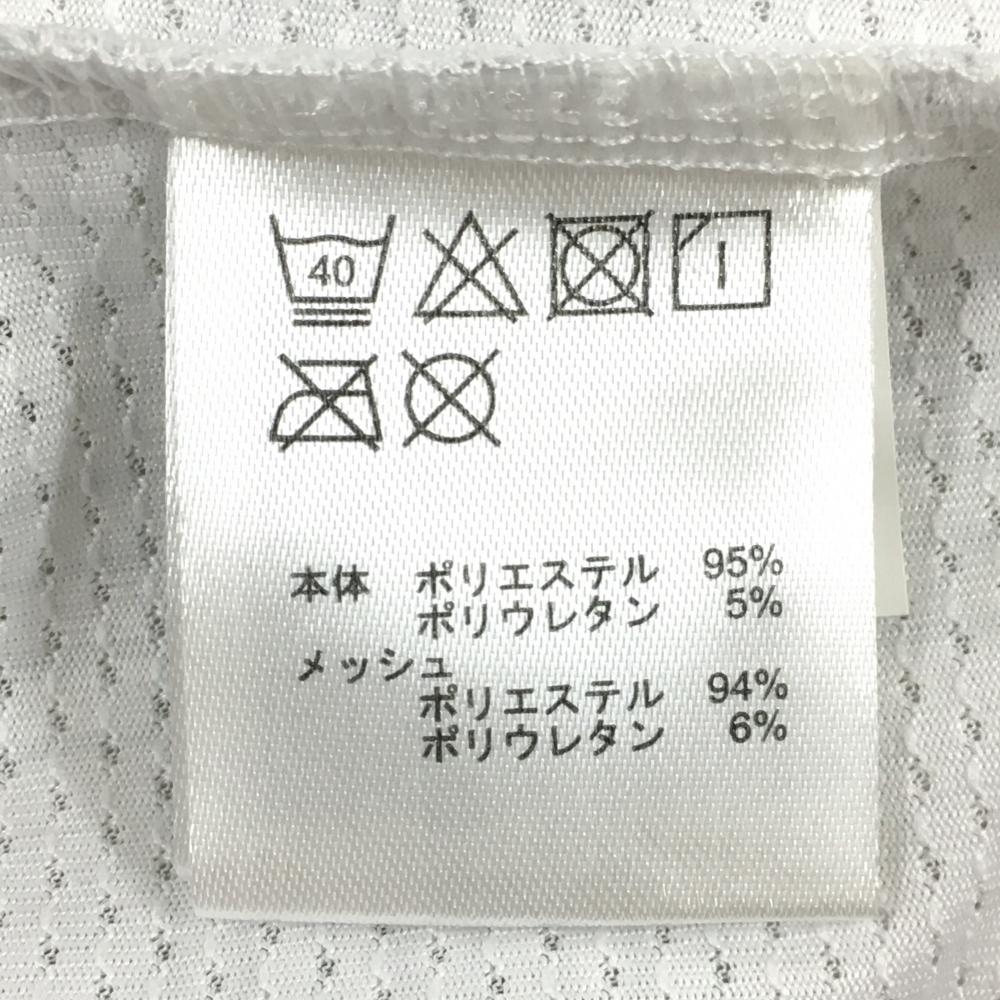 40
本体 ポリエステル 95%
ポリウレタン 5%
メッシュ
ポリエステル 94%
ポリウレタン 6%